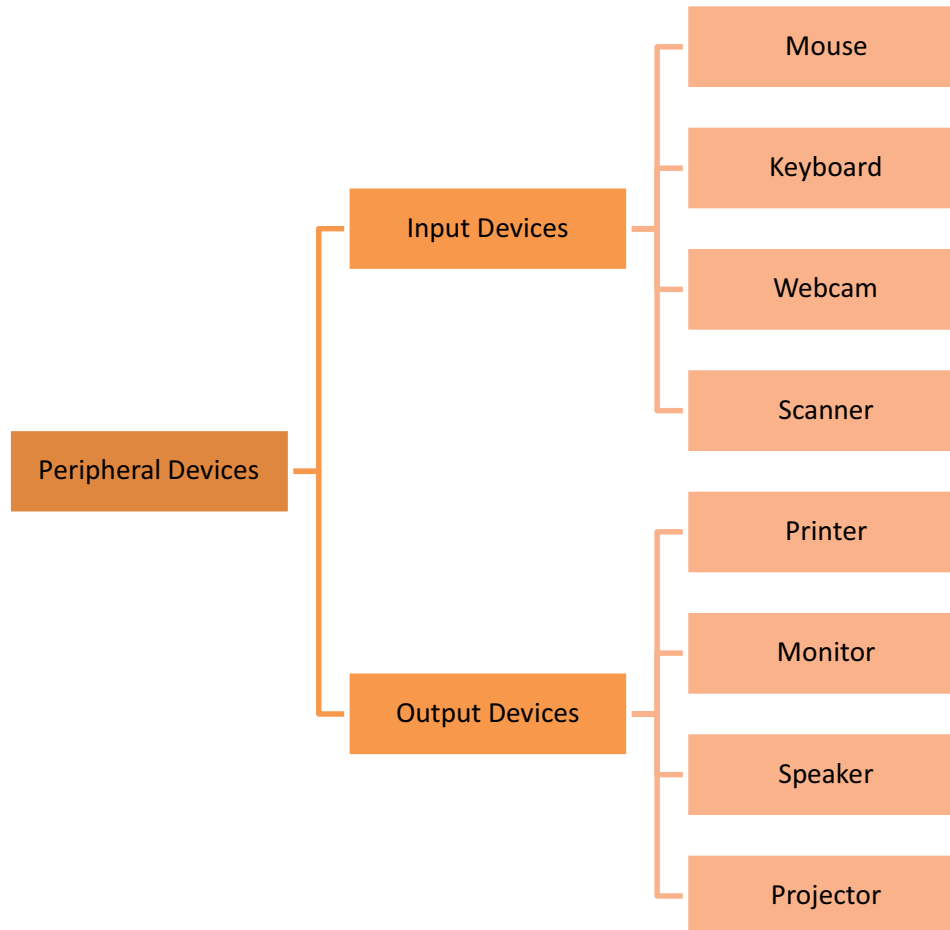 Peripheral Devices
Input Devices
Mouse
Keyboard
Webcam
Scanner
Output Devices
Printer
Monitor
Speaker
Projector